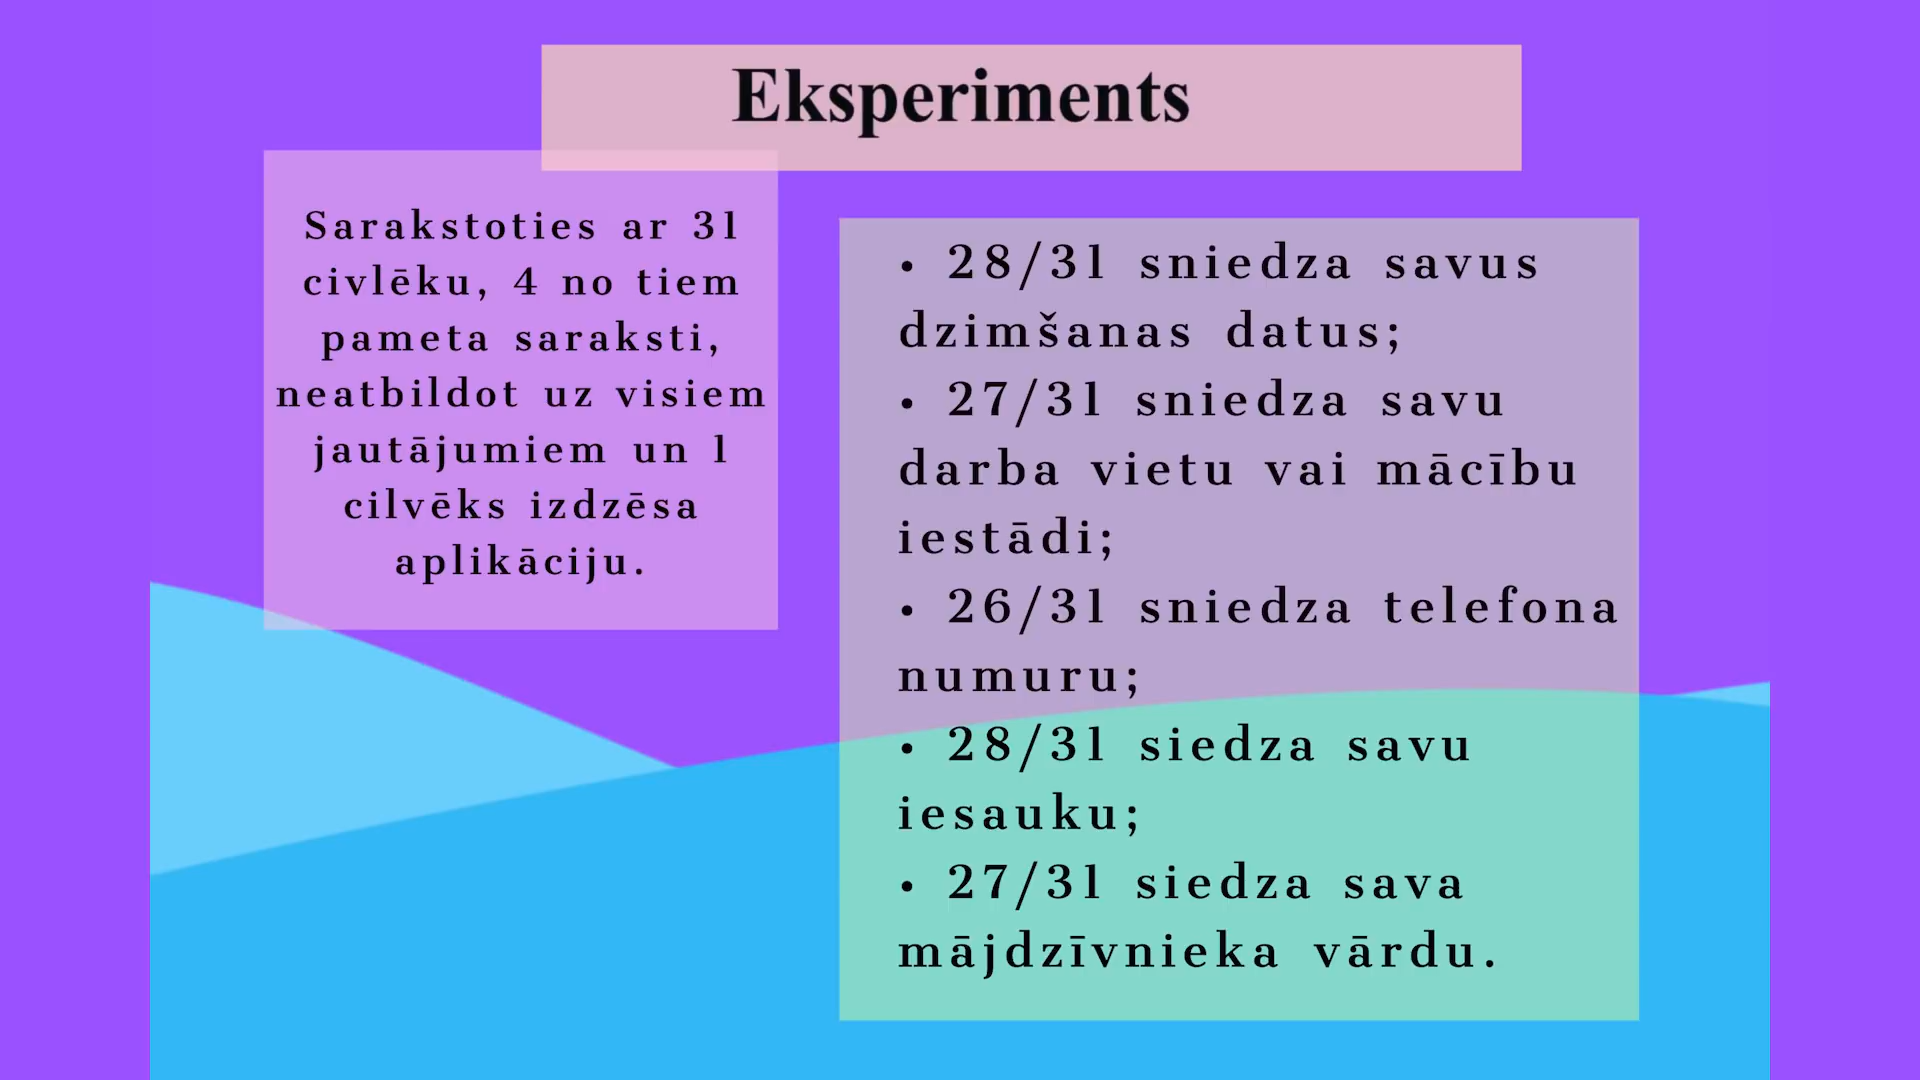 Eksperiments
Sarakstoties ar 31
civlēku, 4 no tiem
pameta saraksti,
neatbildot uz visiem
jautājumiem un 1
cilvēks izdzēsa
aplikāciju.
• 28/31 sniedza savus
dzimšanas datus;
• 27/31 sniedza savu
darba vietu vai mācību
iestādi;
• 26/31 sniedza telefona
numuru;
• 28/31 siedza savu
iesauku;
• 27/31 siedza sava
mājdzīvnieka vārdu.